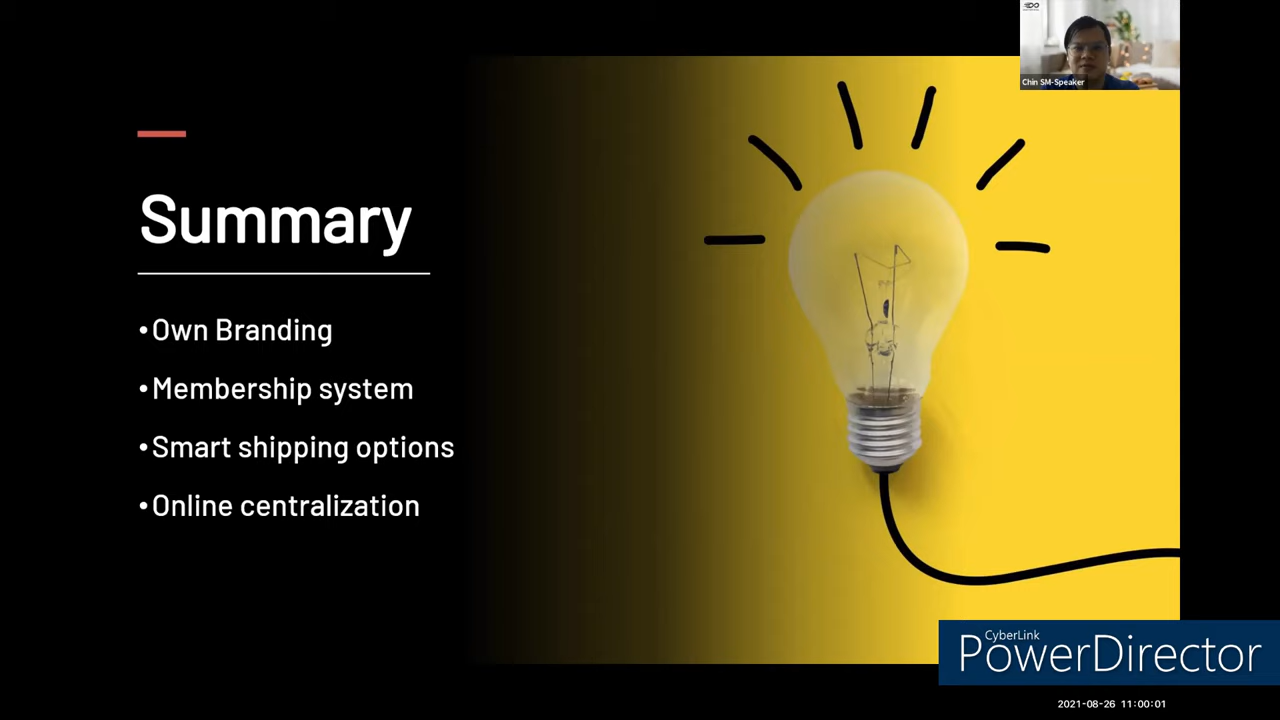 Chin SM-Speaker
Summary
•Own Branding
•Membership system
•Smart shipping options
•Online centralization
CyberLink
PowerDirector
2021-08-26 11:00:01